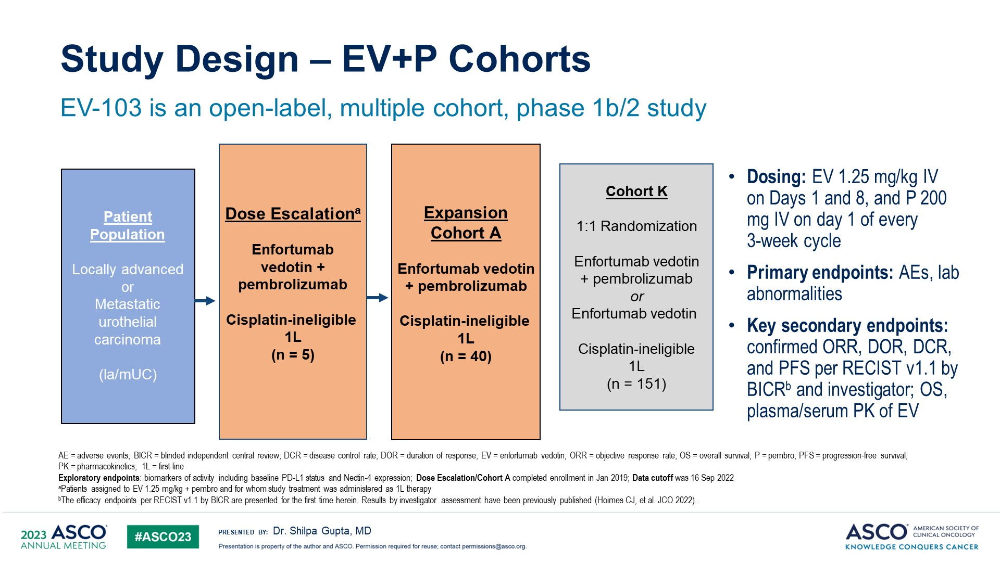 Study Design – EV+P Cohorts
EV-103 is an open-label, multiple cohort, phase 1b/2 study
Patient
Population
Locally advanced
or
Metastatic
urothelial
carcinoma
(la/mUC)
Dose Escalationᵃ
Enfortumab
vedotin +
pembrolizumab
Cisplatin-ineligible
1L
(n = 5)
Expansion
Cohort A
Enfortumab vedotin
+ pembrolizumab
Cisplatin-ineligible
1L
(n = 40)
Cohort K
1:1 Randomization
Enfortumab vedotin
+ pembrolizumab
or
Enfortumab vedotin
Cisplatin-ineligible
1L
(n = 151)
• Dosing: EV 1.25 mg/kg IV
on Days 1 and 8, and P 200
mg IV on day 1 of every
3-week cycle
• Primary endpoints: AEs, lab
abnormalities
• Key secondary endpoints:
confirmed ORR, DOR, DCR,
and PFS per RECIST v1.1 by
BICRᵇ and investigator; OS,
plasma/serum PK of EV
AE = adverse events; BICR = blinded independent central review; DCR = disease control rate; DOR = duration of response; EV = enfortumab vedotin; ORR = objective response rate; OS = overall survival; P = pembro; PFS = progression-free survival;
PK = pharmacokinetics; 1L = first-line
Exploratory endpoints: biomarkers of activity including baseline PD-L1 status and Nectin-4 expression; Dose Escalation/Cohort A completed enrollment in Jan 2019; Data cutoff was 16 Sep 2022
ᵃPatients assigned to EV 1.25 mg/kg + pembro and for whom study treatment was administered as 1L therapy
ᵇThe efficacy endpoints per RECIST v1.1 by BICR are presented for the first time herein. Results by investigator assessment have been previously published (Hoimes CJ, et al. JCO 2022).
2023 ASCO®
ANNUAL MEETING
#ASCO23
PRESENTED BY: Dr. Shilpa Gupta, MD
Presentation is property of the author and ASCO. Permission required for reuse; contact permissions@asco.org.
ASCO® AMERICAN SOCIETY OF
CLINICAL ONCOLOGY
KNOWLEDGE CONQUERS CANCER